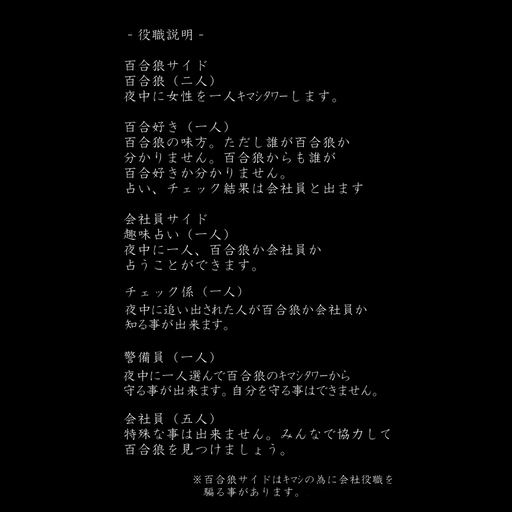 - 役職説明 -
百合狼サイド
百合狼（二人）
夜中に女性を一人ｷﾏｼﾀﾜｰします。
百合好き（一人）
百合狼の味方。ただし誰が百合狼か
分かりません。百合狼からも誰が
百合好きか分かりません。
占い、チェック結果は会社員と出ます
会社員サイド
趣味占い（一人）
夜中に一人、百合狼か会社員か
占うことができます。
チェック係（一人）
夜中に追い出された人が百合狼か会社員か
知る事が出来ます。
警備員（一人）
夜中に一人選んで百合狼のｷﾏｼﾀﾜｰから
守る事が出来ます。自分を守る事はできません。
会社員（五人）
特殊な事は出来ません。みんなで協力して
百合狼を見つけましょう。
※百合狼サイドはｷﾏｼの為に会社役職を
騙る事があります。